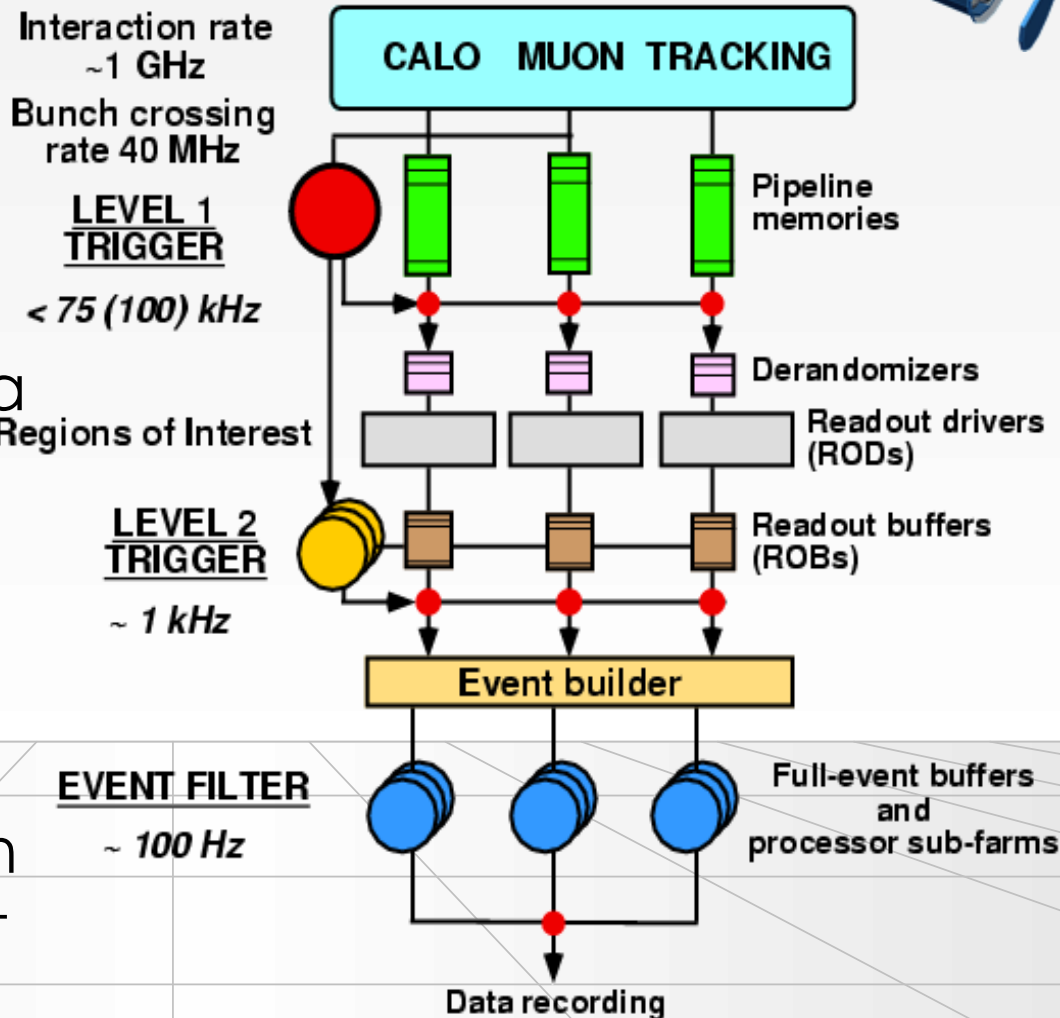 Interaction rate
~1 GHz
CALO MUON TRACKING
Bunch crossing
rate 40 MHz
LEVEL 1
TRIGGER
Pipeline
memories
< 75 (100) kHz
Derandomizers
a
Regions of Interest
Readout drivers
(RODs)
LEVEL 2
TRIGGER
Readout buffers
(ROBs)
~ 1 kHz
Event builder
EVENT FILTER
Full-event buffers
and
processor sub-farms
~ 100 Hz
Data recording